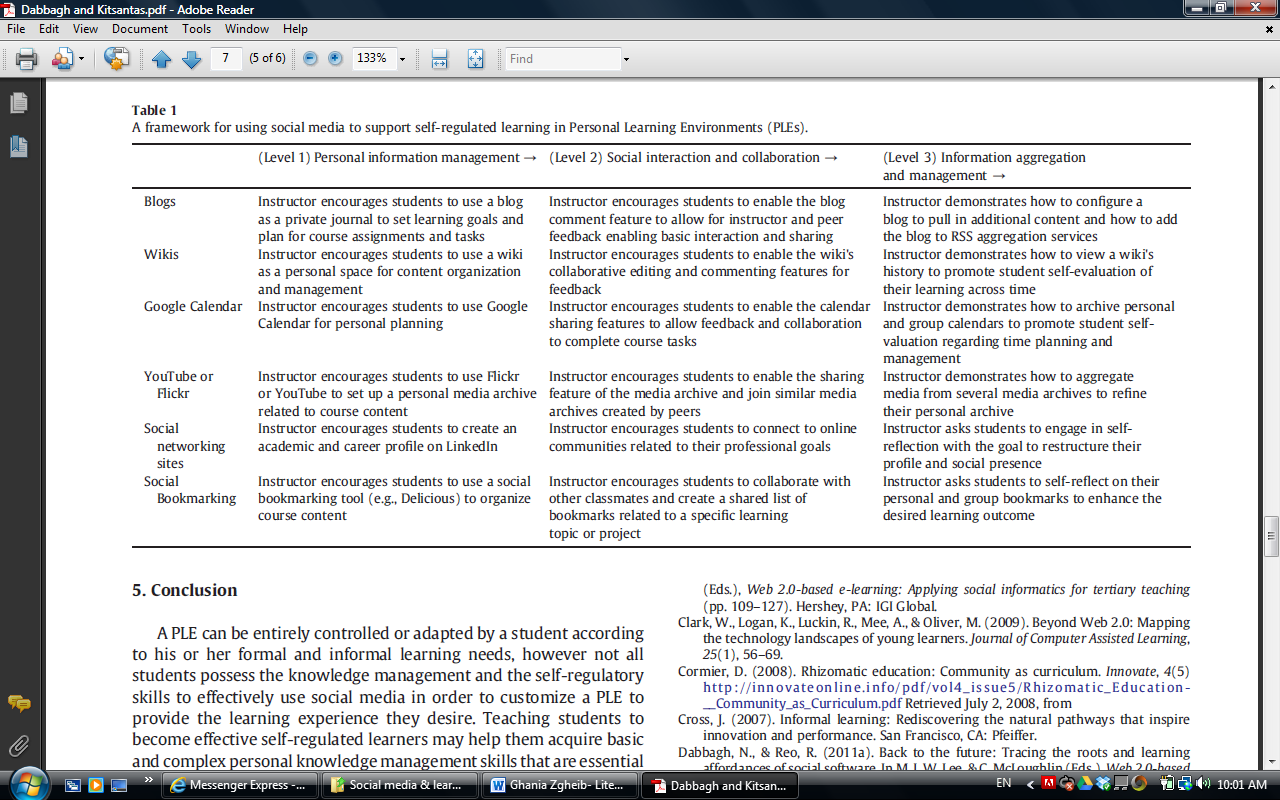 Dabbagh and Kitsantas.pdf - Adobe Reader
File Edit View Document Tools Window Help
7 (5 of 6) 133% Find
Table 1
A framework for using social media to support self-regulated learning in Personal Learning Environments (PLEs).
(Level 1) Personal information management → (Level 2) Social interaction and collaboration → (Level 3) Information aggregation
and management →
Blogs Instructor encourages students to use a blog Instructor encourages students to enable the blog Instructor demonstrates how to configure a
as a private journal to set learning goals and comment feature to allow for instructor and peer blog to pull in additional content and how to add
plan for course assignments and tasks feedback enabling basic interaction and sharing the blog to RSS aggregation services
Wikis Instructor encourages students to use a wiki Instructor encourages students to enable the wiki's Instructor demonstrates how to view a wiki's
as a personal space for content organization collaborative editing and commenting features for history to promote student self-evaluation of
and management feedback their learning across time
Google Calendar Instructor encourages students to use Google Instructor encourages students to enable the calendar Instructor demonstrates how to archive personal
Calendar for personal planning sharing features to allow feedback and collaboration and group calendars to promote student self-
to complete course tasks valuation regarding time planning and
management
YouTube or Instructor encourages students to use Flickr Instructor encourages students to enable the sharing Instructor demonstrates how to aggregate
Flickr or YouTube to set up a personal media archive feature of the media archive and join similar media media from several media archives to refine
related to course content archives created by peers their personal archive
Social Instructor encourages students to create an Instructor encourages students to connect to online Instructor asks students to engage in self-
networking academic and career profile on LinkedIn communities related to their professional goals reflection with the goal to restructure their
sites profile and social presence
Social Instructor encourages students to use a social Instructor encourages students to collaborate with Instructor asks students to self-reflect on their
Bookmarking bookmarking tool (e.g., Delicious) to organize other classmates and create a shared list of personal and group bookmarks to enhance the
course content bookmarks related to a specific learning desired learning outcome
topic or project
5. Conclusion
A PLE can be entirely controlled or adapted by a student according
to his or her formal and informal learning needs, however not all
students possess the knowledge management and the self-regulatory
skills to effectively use social media in order to customize a PLE to
provide the learning experience they desire. Teaching students to
become effective self-regulated learners may help them acquire basic
and complex personal knowledge management skills that are essential
(Eds.), Web 2.0-based e-learning: Applying social informatics for tertiary teaching
(pp. 109–127). Hershey, PA: IGI Global.
Clark, W., Logan, K., Luckin, R., Mee, A., & Oliver, M. (2009). Beyond Web 2.0: Mapping
the technology landscapes of young learners. Journal of Computer Assisted Learning,
25(1), 56–69.
Cormier, D. (2008). Rhizomatic education: Community as curriculum. Innovate, 4(5)
http://innovateonline.info/pdf/vol4_issue5/Rhizomatic_Education-
__Community_as_Curriculum.pdf Retrieved July 2, 2008, from
Cross, J. (2007). Informal learning: Rediscovering the natural pathways that inspire
innovation and performance. San Francisco, CA: Pfeiffer.
Dabbagh, N., & Reo, R. (2011a). Back to the future: Tracing the roots and learning
affordances of social software. In M. J. W. Lee, & C. McLoughlin (Eds.), Web 2.0-based
Messenger Express - ... Social media & lear... Ghania Zgheib- Lite... Dabbagh and Kitsan... EN 10:01 AM